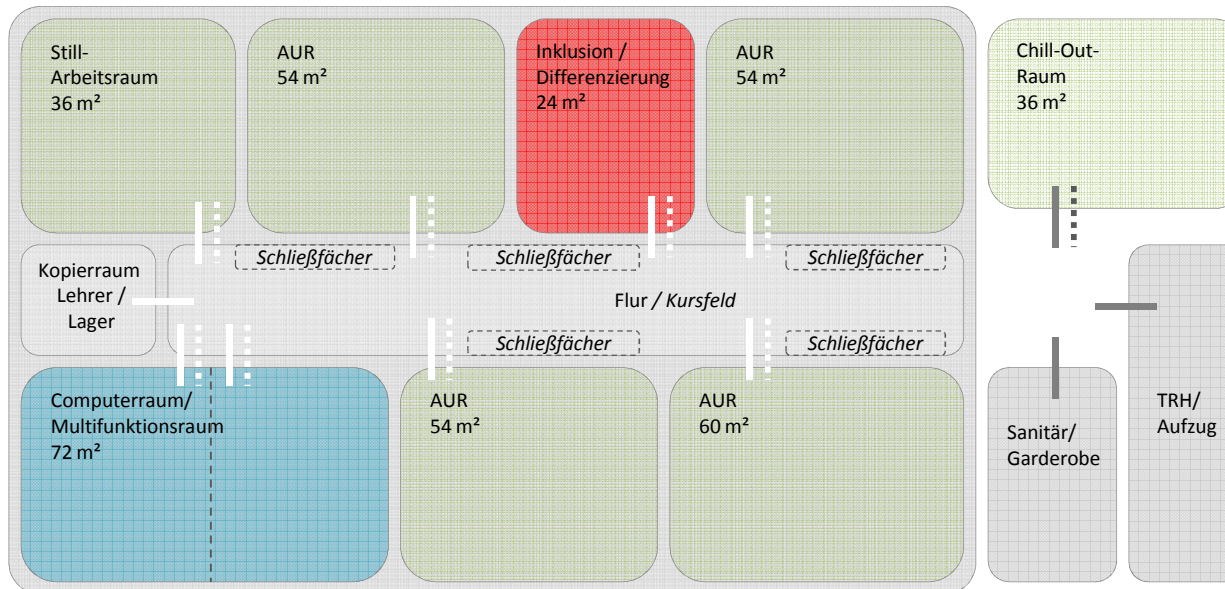 Still-
Arbeitsraum
36 m²
AUR
54 m²
Inklusion /
Differenzierung
24 m²
AUR
54 m²
Chill-Out-
Raum
36 m²
Schließfächer
Schließfächer
Schließfächer
Kopierraum
Lehrer /
Lager
Flur / Kursfeld
Schließfächer
Schließfächer
Computerraum/
Multifunktionsraum
72 m²
AUR
54 m²
AUR
60 m²
Sanitär/
Garderobe
TRH/
Aufzug